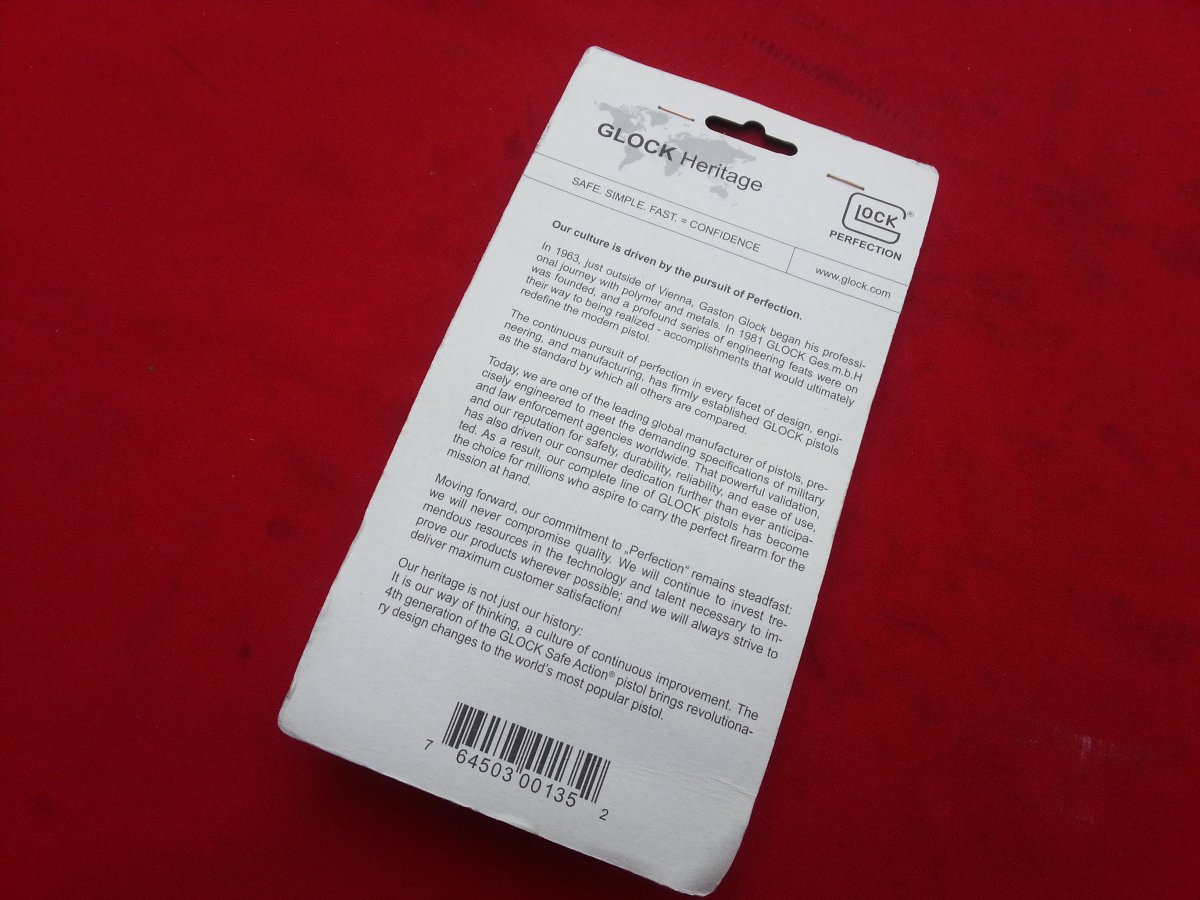 GLOCK Heritage
SAFE. SIMPLE. FAST. = CONFIDENCE
GLOCK®
PERFECTION
www.glock.com
Our culture is driven by the pursuit of Perfection.
In 1963, just outside of Vienna, Gaston Glock began his professi-
onal journey with polymer and metals. In 1981 GLOCK Ges.m.b.H
was founded, and a profound series of engineering feats were on
their way to being realized - accomplishments that would ultimately
redefine the modern pistol.
The continuous pursuit of perfection in every facet of design, engi-
neering, and manufacturing, has firmly established GLOCK pistols
as the standard by which all others are compared.
Today, we are one of the leading global manufacturer of pistols, pre-
cisely engineered to meet the demanding specifications of military
and law enforcement agencies worldwide. That powerful validation,
and our reputation for safety, durability, reliability, and ease of use,
has also driven our consumer dedication further than ever anticipa-
ted. As a result, our complete line of GLOCK pistols has become
the choice for millions who aspire to carry the perfect firearm for the
mission at hand.
Moving forward, our commitment to „Perfection“ remains steadfast:
we will never compromise quality. We will continue to invest tre-
mendous resources in the technology and talent necessary to im-
prove our products wherever possible; and we will always strive to
deliver maximum customer satisfaction!
Our heritage is not just our history:
It is our way of thinking, a culture of continuous improvement. The
4th generation of the GLOCK Safe Action® pistol brings revolutiona-
ry design changes to the world's most popular pistol.
7 64503 00135 2